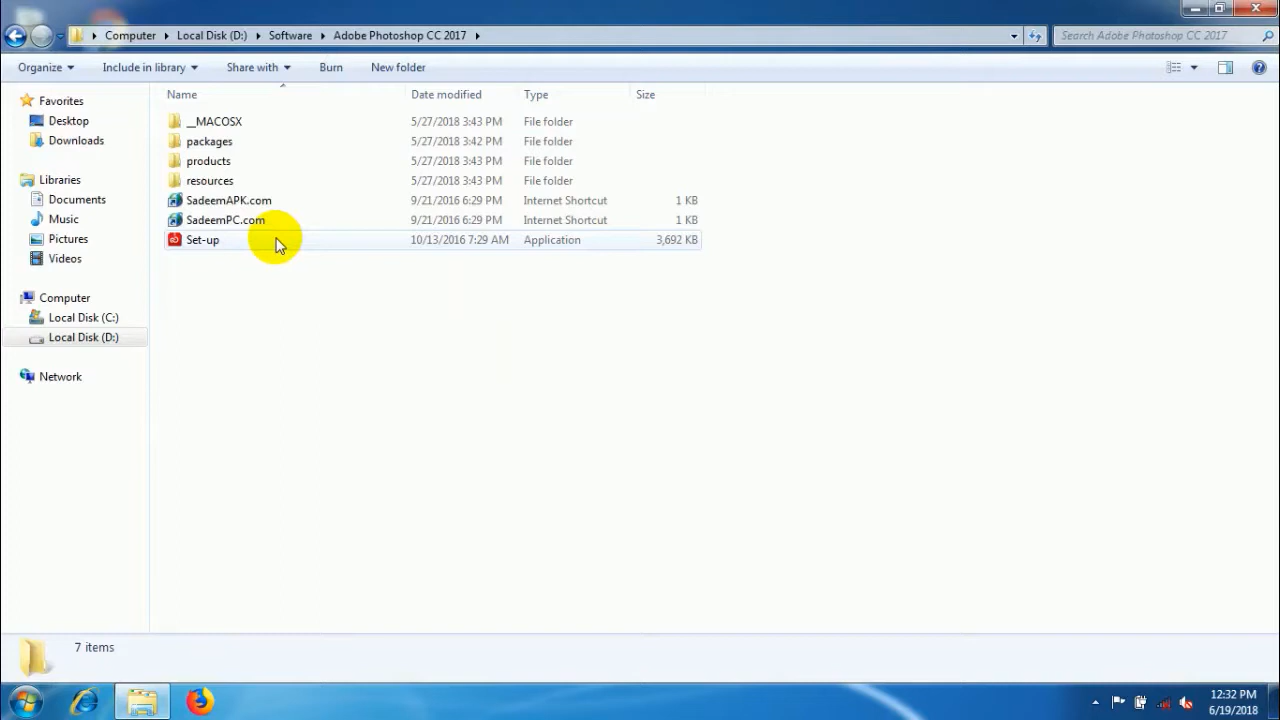 Computer Local Disk (D:) Software Adobe Photoshop CC 2017 Search Adobe Photoshop CC 2017
Organize Include in library Share with Burn New folder
Name Date modified Type Size
Favorites
Desktop
Downloads
Libraries
Documents
Music
Pictures
Videos
Computer
Local Disk (C:)
Local Disk (D:)
Network
__MACOSX 5/27/2018 3:43 PM File folder
packages 5/27/2018 3:42 PM File folder
products 5/27/2018 3:43 PM File folder
resources 5/27/2018 3:43 PM File folder
SadeemAPK.com 9/21/2016 6:29 PM Internet Shortcut 1 KB
SadeemPC.com 9/21/2016 6:29 PM Internet Shortcut 1 KB
Set-up 10/13/2016 7:29 AM Application 3,692 KB
7 items
12:32 PM
6/19/2018